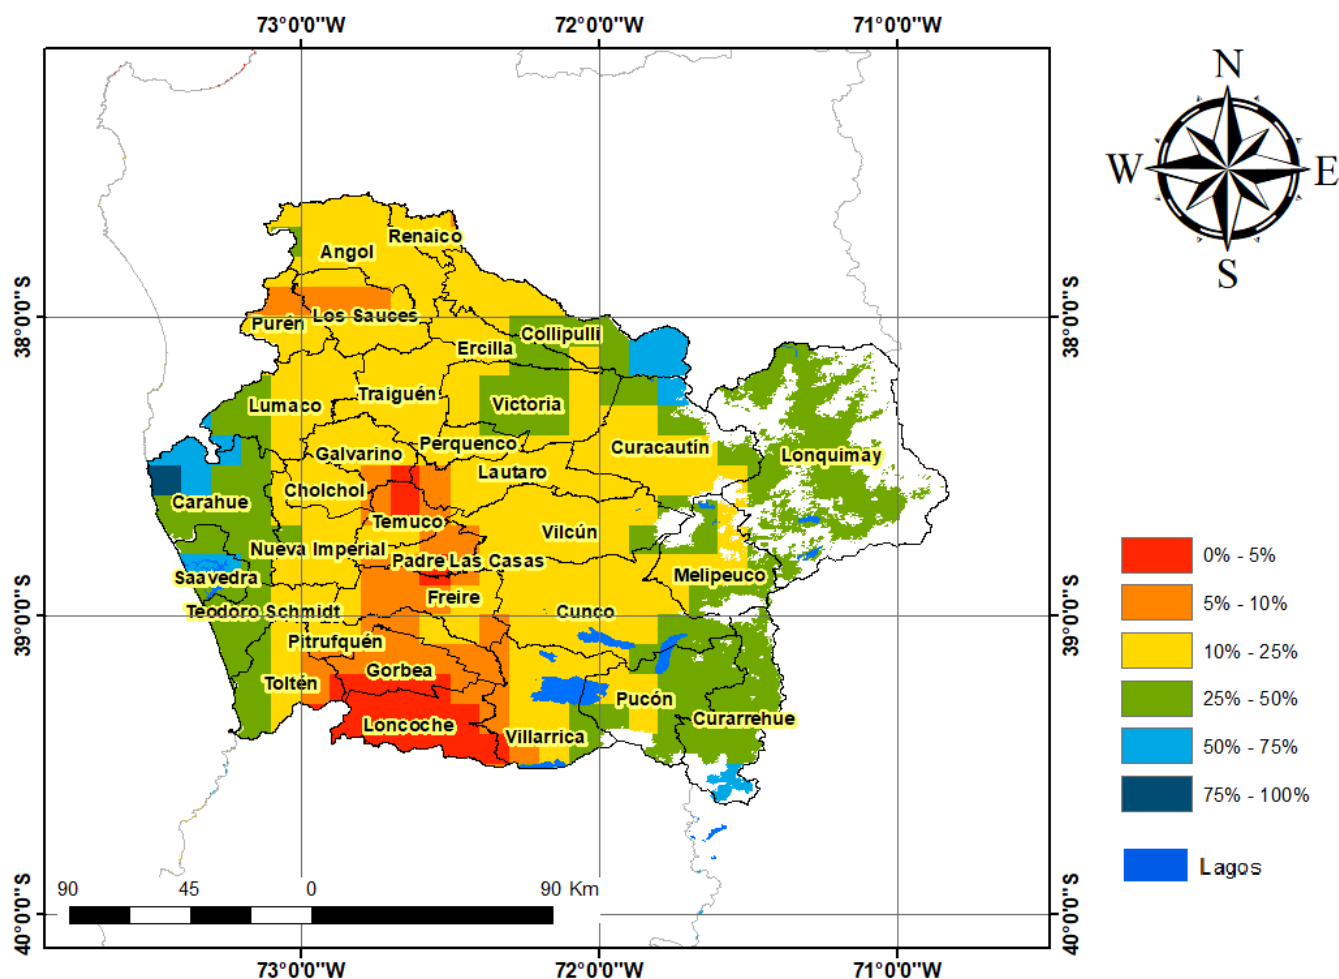 73°0'0"W 72°0'0"W 71°0'0"W
N
W E
S
38°0'0"S 38°0'0"S
39°0'0"S 39°0'0"S
40°0'0"S 40°0'0"S
Renaico
Angol
Los Sauces
Purén
Collipulli
Ercilla
Traiguén
Victoria
Lumaco
Perquenco
Curacautín
Galvarino
Lonquimay
Lautaro
Cholchol
Carahue
Temuco
Vilcún
Nueva Imperial
Padre Las Casas
Saavedra
Melipeuco
Freire
Teodoro Schmidt
Cunco
Pitrufquén
Gorbea
Toltén
Pucón
Curarrehue
Loncoche
Villarrica
0% - 5%
5% - 10%
10% - 25%
25% - 50%
50% - 75%
75% - 100%
Lagos
90 45 0 90 Km
73°0'0"W 72°0'0"W 71°0'0"W